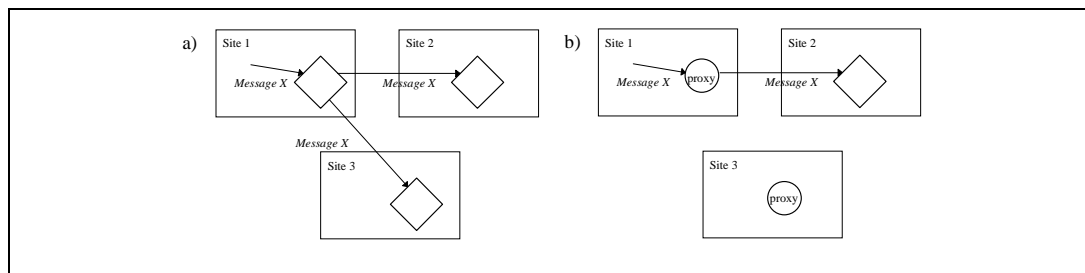 a)
Site 1
Message X
Message X
Site 2
Message X
Site 3
b)
Site 1
proxy
Message X
Message X
Site 2
Site 3
proxy